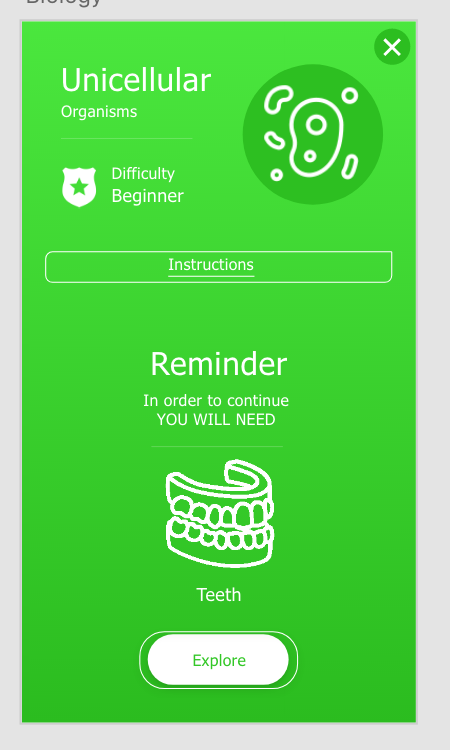 Biology
Unicellular
Organisms
Difficulty
Beginner
Instructions
Reminder
In order to continue
YOU WILL NEED
Teeth
Explore